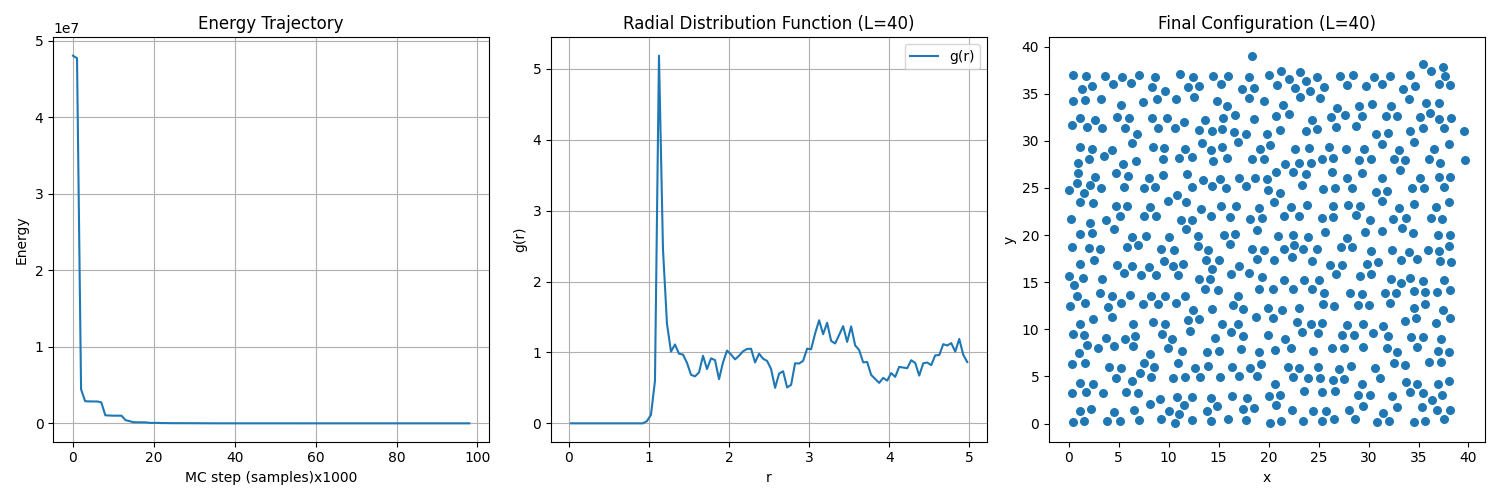 Energy Trajectory
1e7
5
4
3
2
1
0
Energy
0 20 40 60 80 100
MC step (samples)x1000
Radial Distribution Function (L=40)
g(r)
5
4
3
2
1
0
g(r)
0 1 2 3 4 5
r
Final Configuration (L=40)
40
35
30
25
20
15
10
5
0
y
0 5 10 15 20 25 30 35 40
x